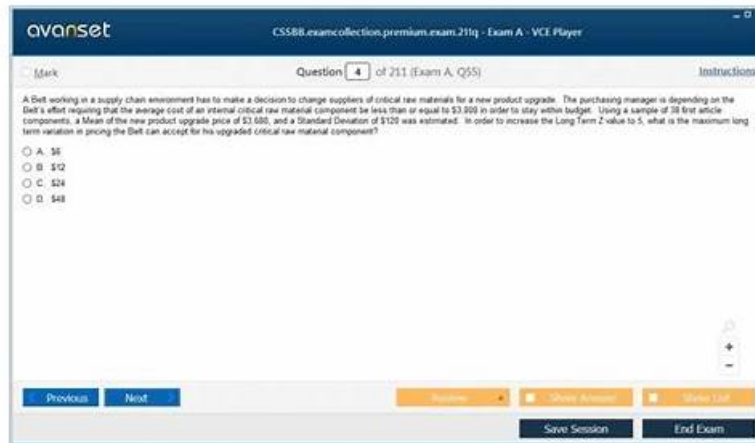 avanset
CSSBB.examcollection.premium.exam.211q - Exam A - VCE Player
Mark
Question 4 of 211 (Exam A, Q55)
Instructions
A Belt working in a supply chain environment has to make a decision to change suppliers of critical raw materials for a new product upgrade. The purchasing manager is depending on the
Belt's effort requiring that the average cost of an internal critical raw material component be less than or equal to in order to stay within budget. Using a sample of 38 first article
components, a Mean of the new product upgrade price of $3.680, and a Standard Deviation of $120 was estimated. In order to increase the Long Term Z value to 5, what is the maximum long
term variation in pricing the Belt can accept for his upgraded critical raw material component?
A. $6
B. $12
C. $24
D. $48
Previous
Next
Review
Show Answer
Show List
Save Session
End Exam